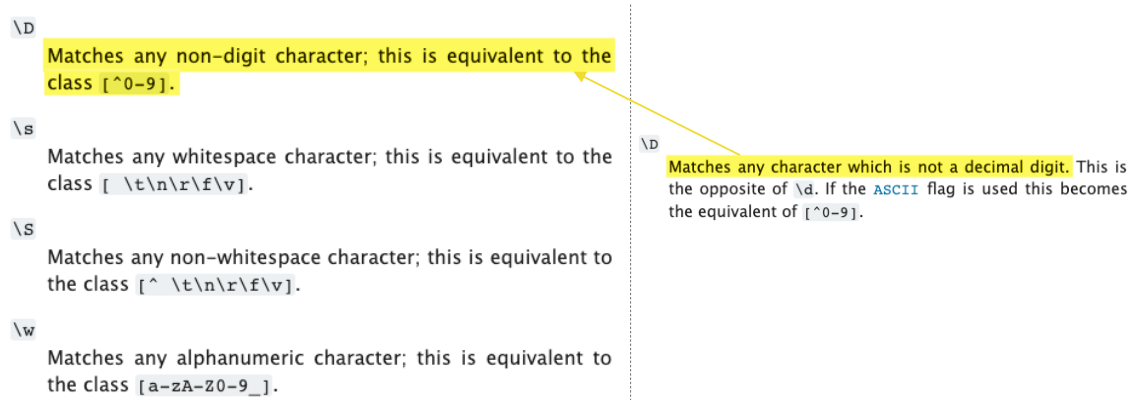 \D
Matches any non-digit character; this is equivalent to the
class [^0-9].
\s
Matches any whitespace character; this is equivalent to the
class [ \t\n\r\f\v].
\S
Matches any non-whitespace character; this is equivalent to
the class [^ \t\n\r\f\v].
\w
Matches any alphanumeric character; this is equivalent to
the class [a-zA-Z0-9_].
\D
Matches any character which is not a decimal digit. This is
the opposite of \d. If the ASCII flag is used this becomes
the equivalent of [^0-9].